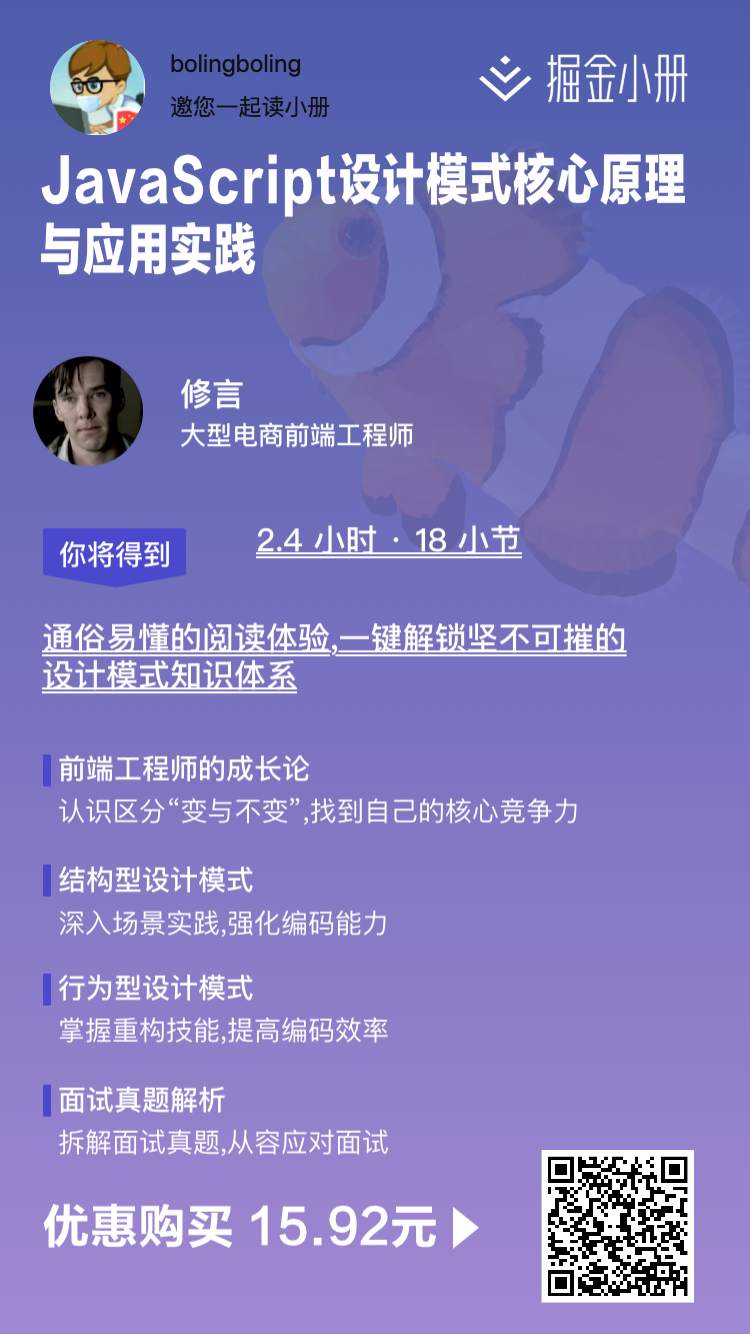 bolingboling
邀您一起读小册
掘金小册
JavaScript设计模式核心原理
与应用实践
修言
大型电商前端工程师
你将得到
2.4 小时 · 18 小节
通俗易懂的阅读体验,一键解锁坚不可摧的
设计模式知识体系
前端工程师的成长论
认识区分“变与不变”,找到自己的核心竞争力
结构型设计模式
深入场景实践,强化编码能力
行为型设计模式
掌握重构技能,提高编码效率
面试真题解析
拆解面试真题,从容应对面试
优惠购买 15.92元